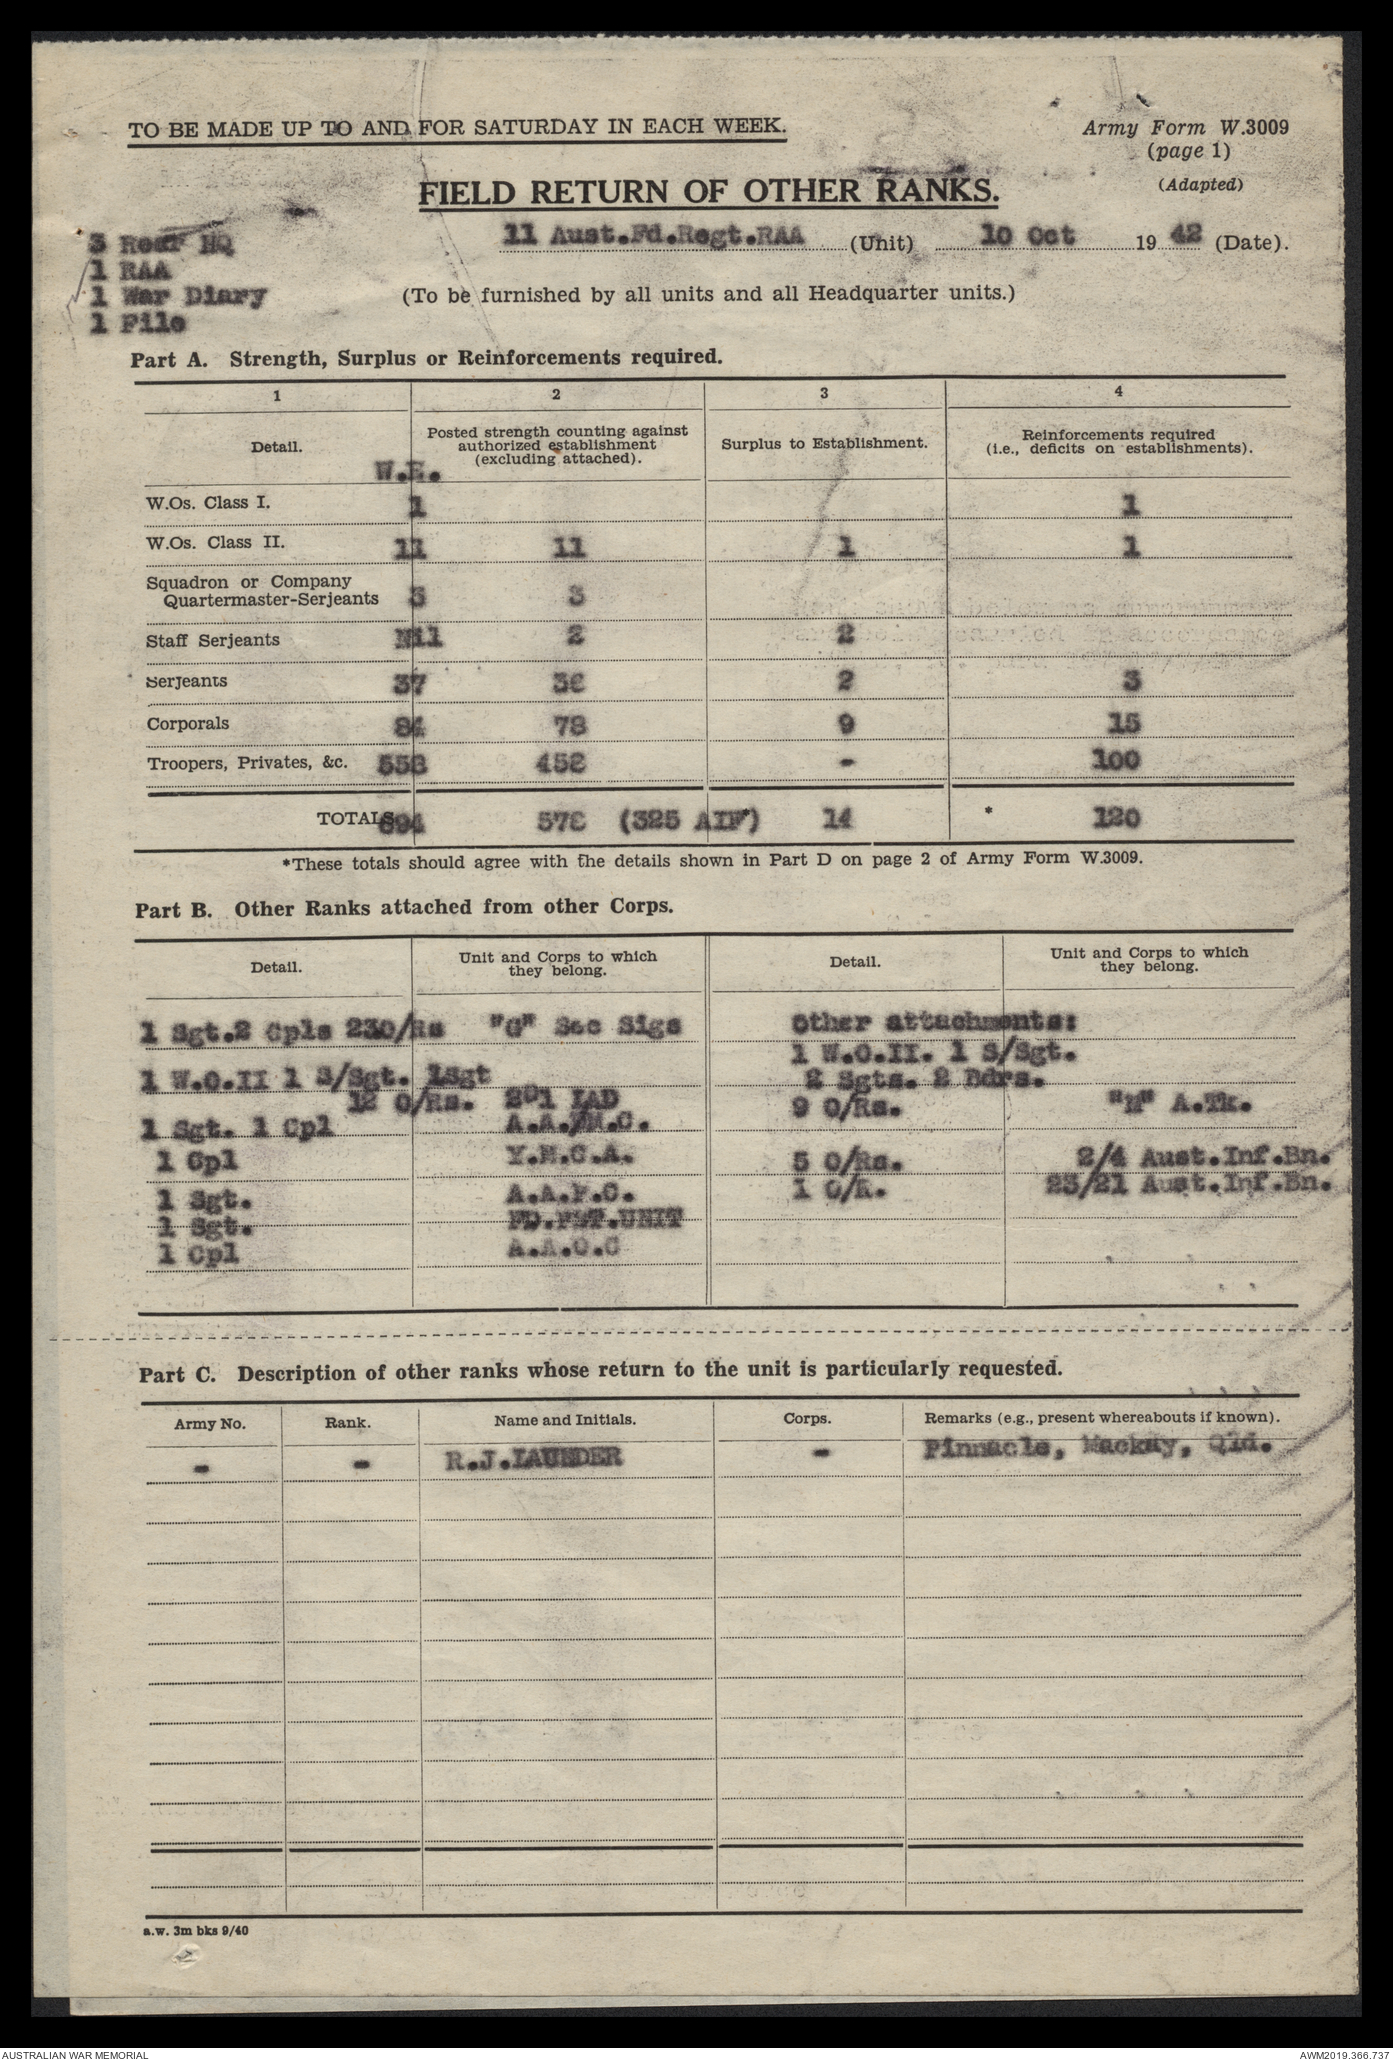 TO BE MADE UP TO AND FOR SATURDAY IN EACH WEEK.
Army Form W.3009
(page 1)
(Adapted)
FIELD RETURN OF OTHER RANKS.
11 Aust.Fd.Regt.RAA (Unit) 10 Oct 1942 (Date).
3 HQ
1 RAA
1 War Diary
1 File
(To be furnished by all units and all Headquarter units.)
Part A. Strength, Surplus or Reinforcements required.
1 2 3 4
Detail. Posted strength counting against authorized establishment (excluding attached). Surplus to Establishment. Reinforcements required (i.e., deficits on establishments).
W.E.
W.Os. Class I. 1 1
W.Os. Class II. 11 11 1 1
Squadron or Company
Quartermaster-Serjeants 3 3
Staff Serjeants Nil 2 2
Serjeants 37 36 2 3
Corporals 84 78 9 15
Troopers, Privates, &c. 558 458 - 100
TOTALS 694 578 (325 AIF) 14 * 120
*These totals should agree with the details shown in Part D on page 2 of Army Form W.3009.
Part B. Other Ranks attached from other Corps.
Detail. Unit and Corps to which they belong. Detail. Unit and Corps to which they belong.
1 Sgt.2 Cpls 23O/Rs "G" Sec Sigs
1 W.O.II 1 S/Sgt. 1Sgt
12 O/Rs. 201 LAD
1 Sgt. 1 Cpl A.A.M.C.
1 Cpl Y.M.C.A.
1 Sgt. A.A.P.C.
1 Sgt. FD.PST.UNIT
1 Cpl A.A.O.C
Other attachments:
1 W.O.II. 1 S/Sgt.
2 Sgts. 2 Bdrs.
9 O/Rs. "M" A.Tk.
5 O/Rs. 2/4 Aust.Inf.Bn.
1 O/R. 23/21 Aust.Inf.Bn.
Part C. Description of other ranks whose return to the unit is particularly requested.
Army No. Rank. Name and Initials. Corps. Remarks (e.g., present whereabouts if known).
- - R.J.LAUNDER - Pinnacle, Mackay, Qld.
a.w. 3m bks 9/40
AUSTRALIAN WAR MEMORIAL
AWM2019.366.737